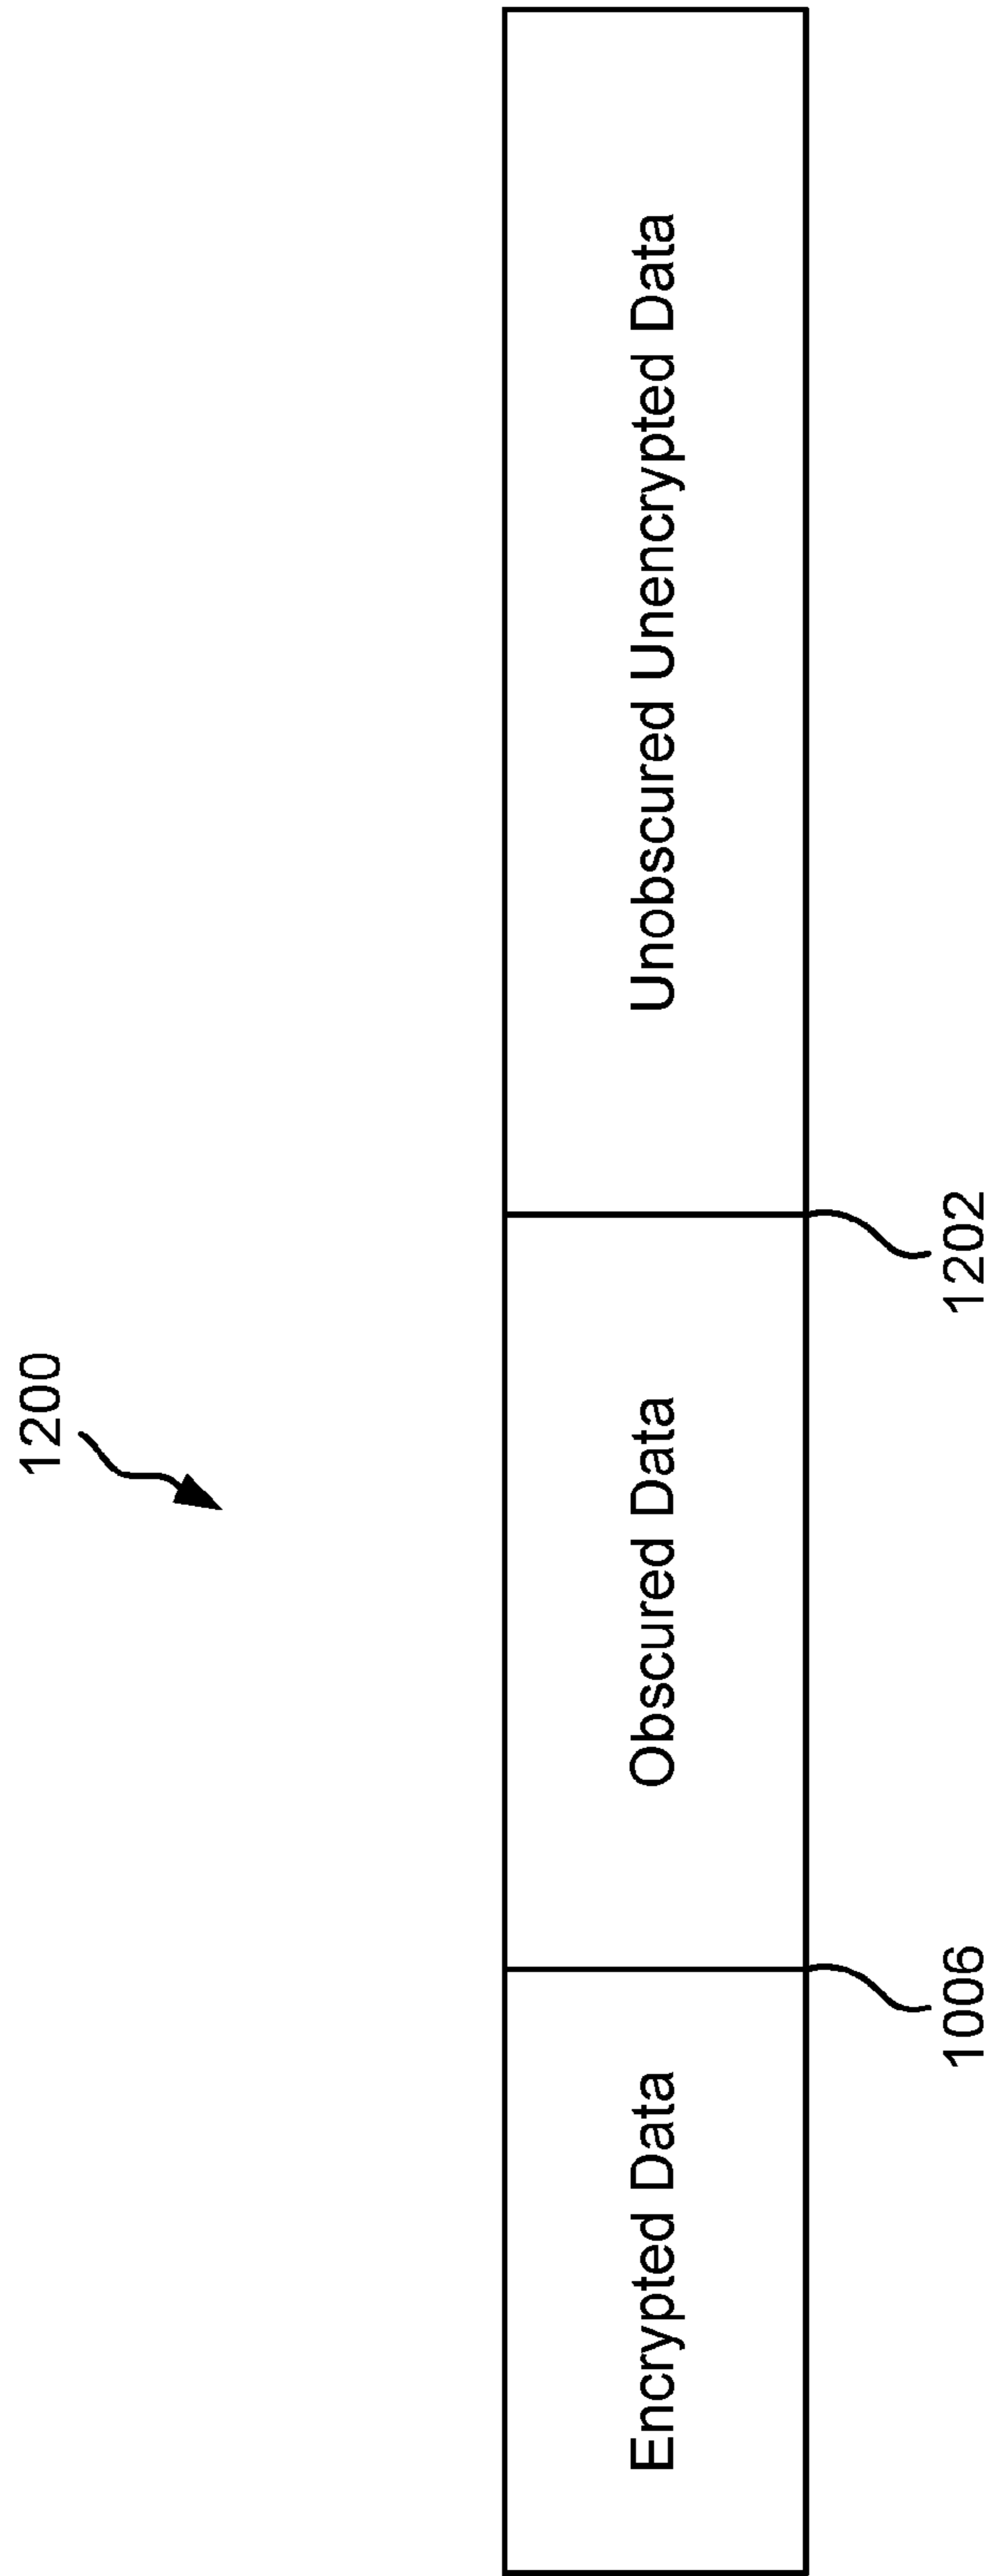 1200
Encrypted Data
Obscured Data
Unobscured Unencrypted Data
1006
1202